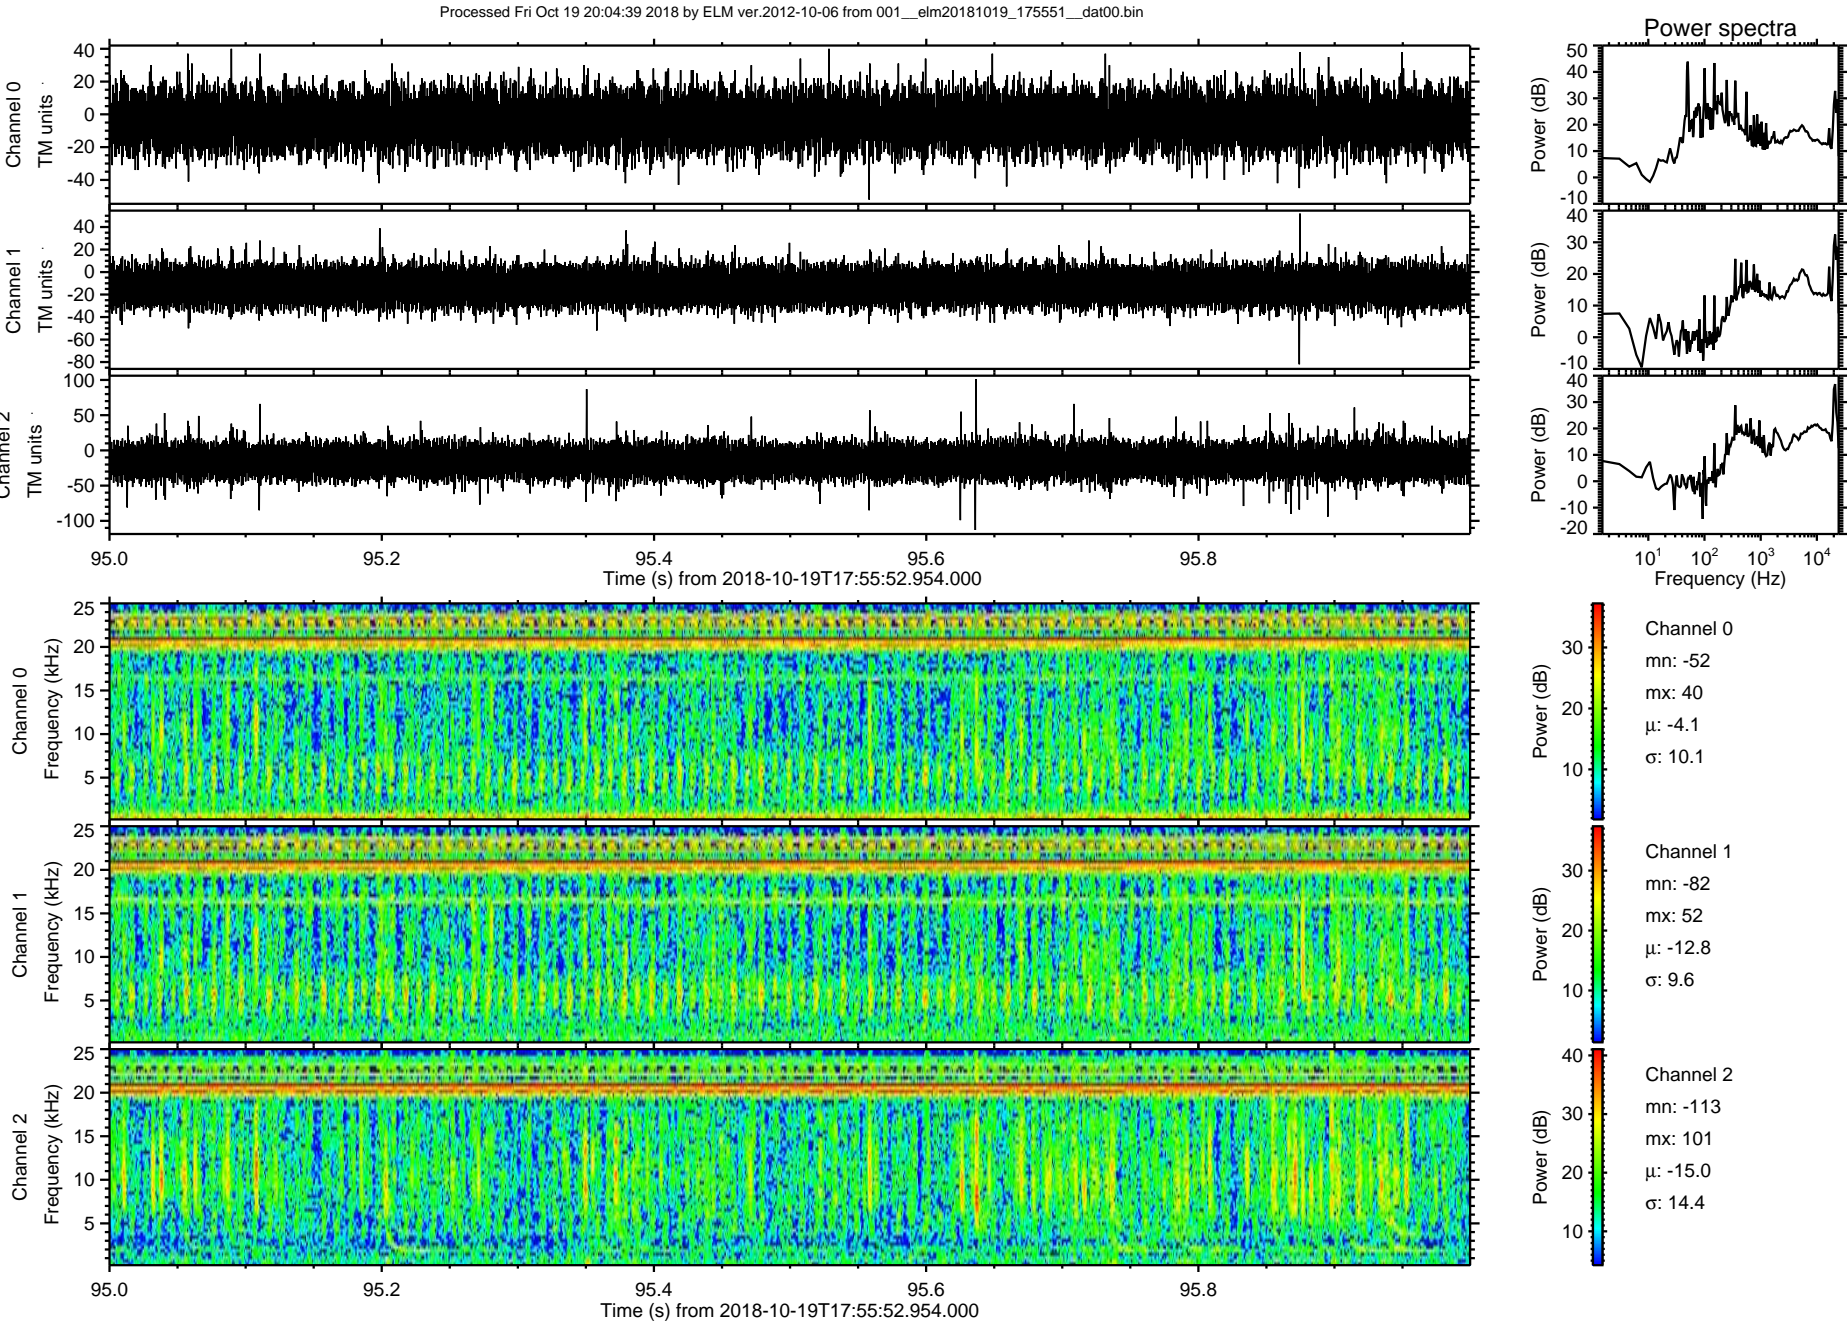 Processed Fri Oct 19 20:04:39 2018 by ELM ver.2012-10-06 from 001__elm20181019_175551__dat00.bin
Power spectra
Channel 0
TM units
40
20
0
-20
-40
Power (dB)
50
40
30
20
10
0
-10
Channel 1
TM units
40
20
0
-20
-40
-60
-80
Power (dB)
40
30
20
10
0
-10
Channel 2
TM units
100
50
0
-50
-100
Power (dB)
40
30
20
10
0
-10
-20
95.0 95.2 95.4 95.6 95.8
Time (s) from 2018-10-19T17:55:52.954.000
10¹ 10² 10³ 10⁴
Frequency (Hz)
Channel 0
Frequency (kHz)
25
20
15
10
5
Power (dB)
30
20
10
Channel 0
mn: -52
mx: 40
μ: -4.1
σ: 10.1
Channel 1
Frequency (kHz)
25
20
15
10
5
Power (dB)
30
20
10
Channel 1
mn: -82
mx: 52
μ: -12.8
σ: 9.6
Channel 2
Frequency (kHz)
25
20
15
10
5
Power (dB)
40
30
20
10
Channel 2
mn: -113
mx: 101
μ: -15.0
σ: 14.4
95.0 95.2 95.4 95.6 95.8
Time (s) from 2018-10-19T17:55:52.954.000